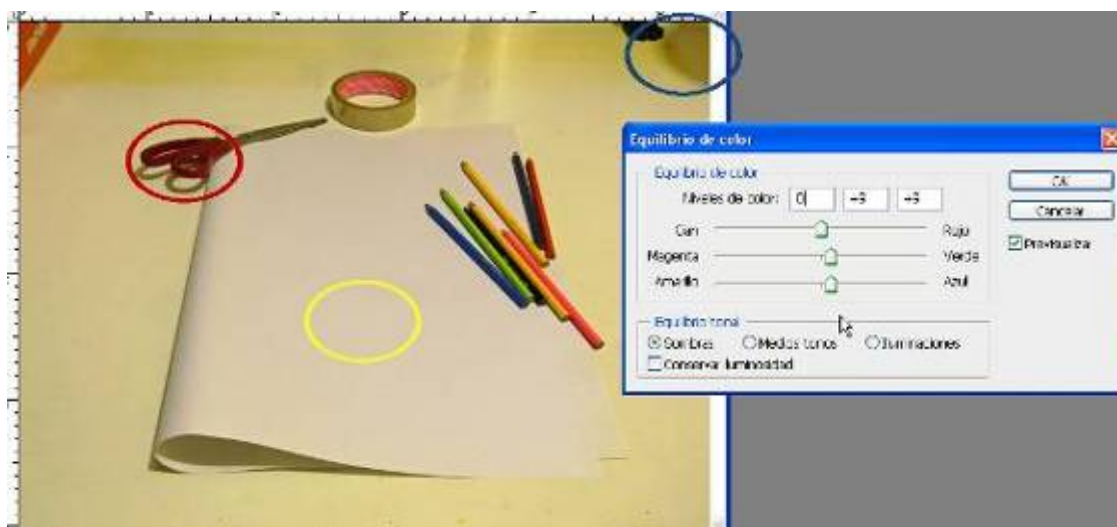 Equilibrio de color
Equilibrio de color
Niveles de color: 0 +9 +9
Cian Rojo
Magenta Verde
Amarillo Azul
OK
Cancelar
Previsualizar
Equilibrio tonal
Sombras Medios tonos Iluminaciones
Conservar luminosidad